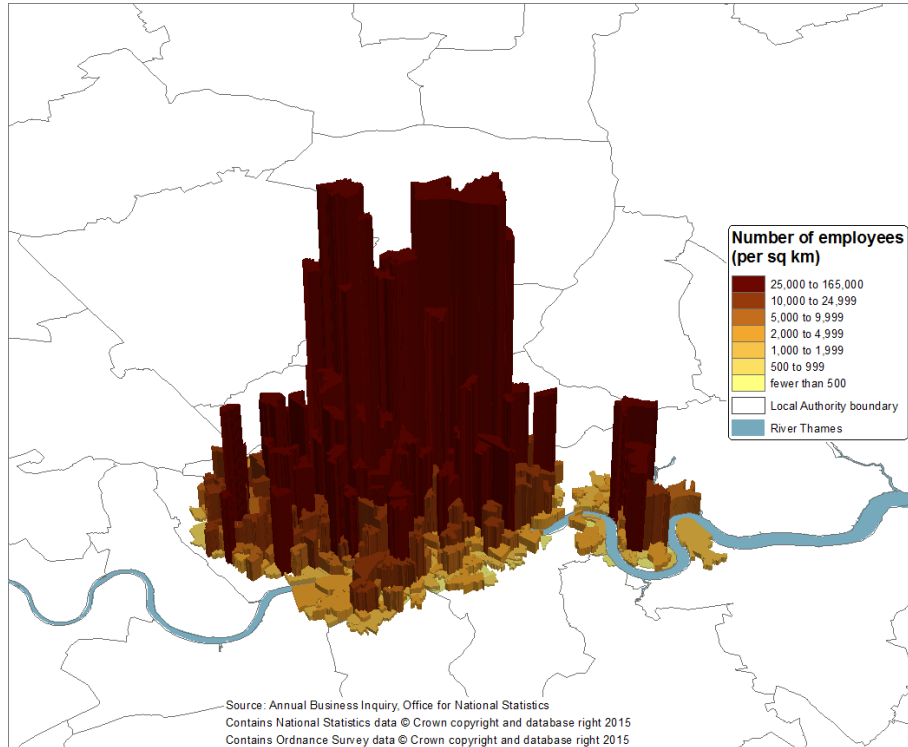 Number of employees
(per sq km)
25,000 to 165,000
10,000 to 24,999
5,000 to 9,999
2,000 to 4,999
1,000 to 1,999
500 to 999
fewer than 500
Local Authority boundary
River Thames
Source: Annual Business Inquiry, Office for National Statistics
Contains National Statistics data © Crown copyright and database right 2015
Contains Ordnance Survey data © Crown copyright and database right 2015